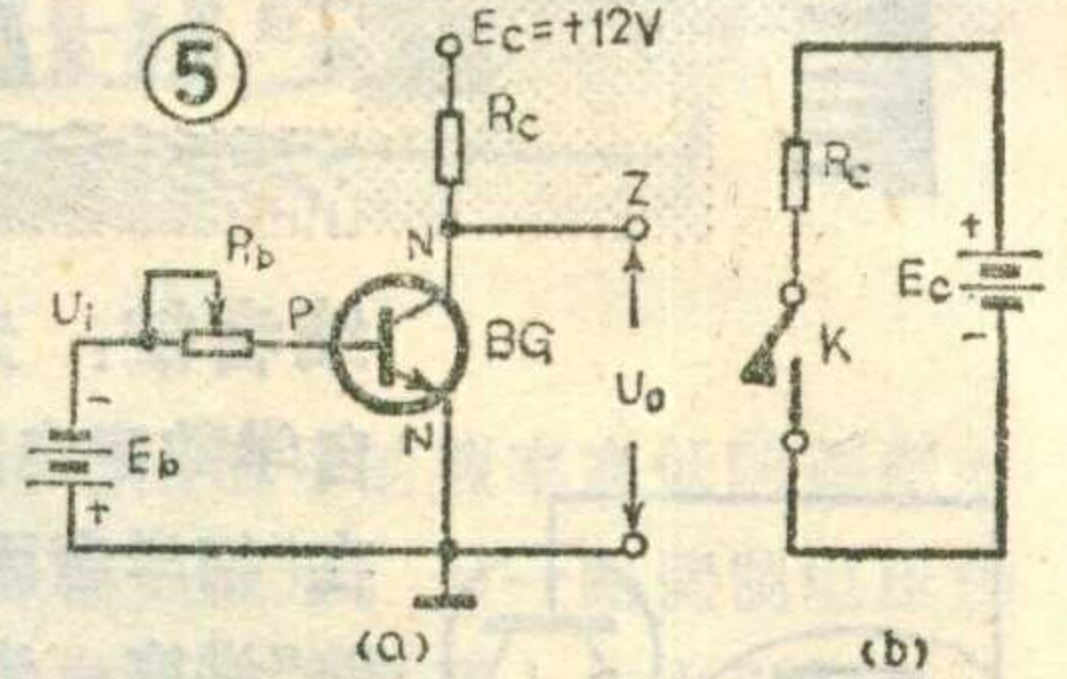 ⑤
Ec=+12V
Rc
Z
N
Rb
Ui
P
BG
Uo
-
Eb
+
N
(a)
Rc
+
Ec
-
K
(b)